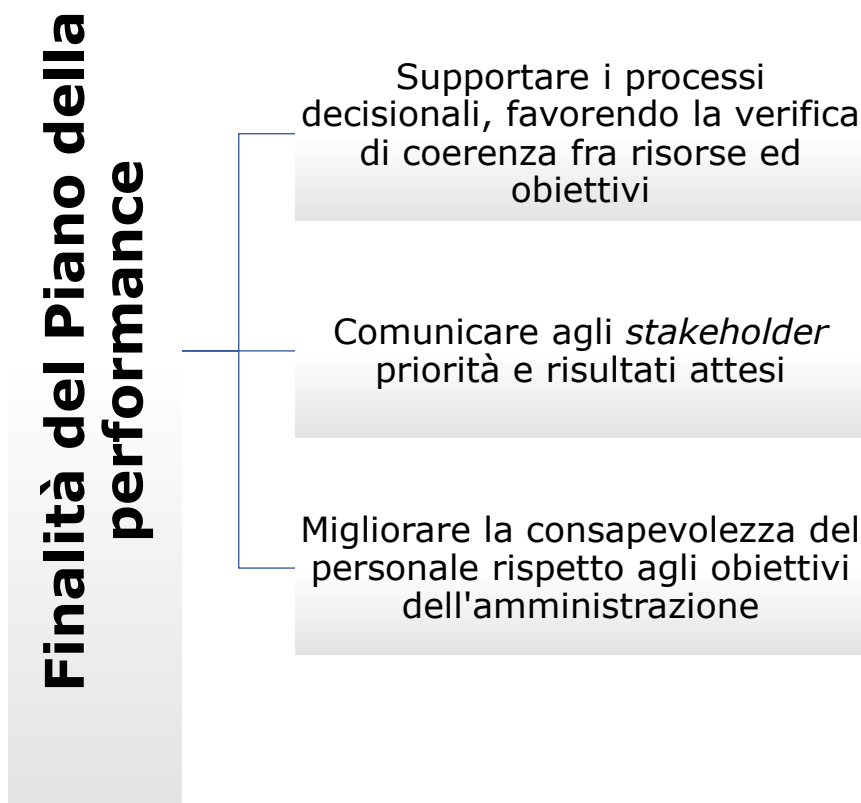 Finalità del Piano della
performance
Supportare i processi
decisionali, favorendo la verifica
di coerenza fra risorse ed
obiettivi
Comunicare agli stakeholder
priorità e risultati attesi
Migliorare la consapevolezza del
personale rispetto agli obiettivi
dell'amministrazione